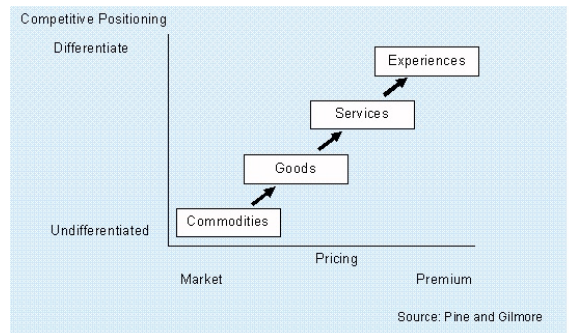 Competitive Positioning
Differentiate
Experiences
Services
Goods
Commodities
Undifferentiated
Pricing
Market
Premium
Source: Pine and Gilmore